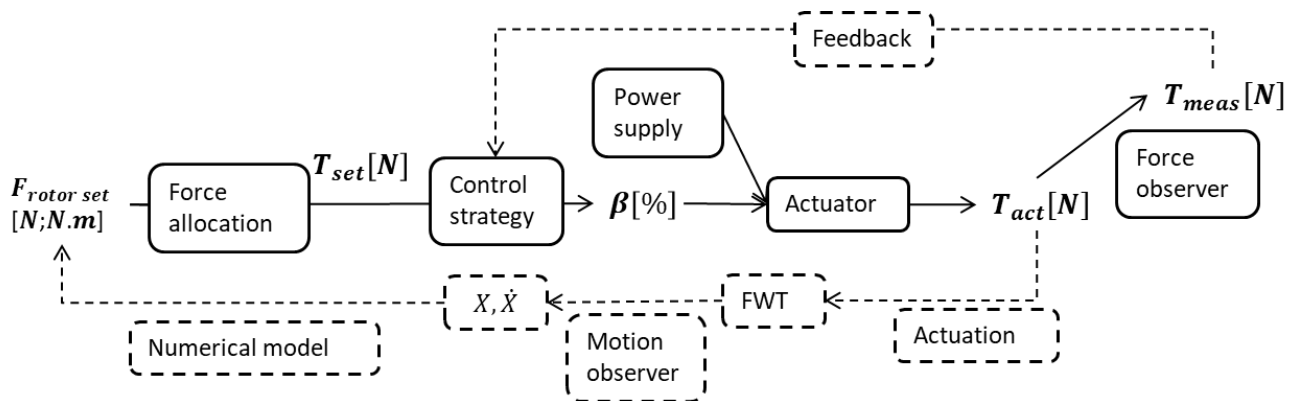 Feedback
Power
supply
T_meas[N]
F_rotor set
[N;N.m]
Force
allocation
T_set[N]
Control
strategy
β[%]
Actuator
T_act[N]
Force
observer
X, Ẋ
FWT
Numerical model
Motion
observer
Actuation